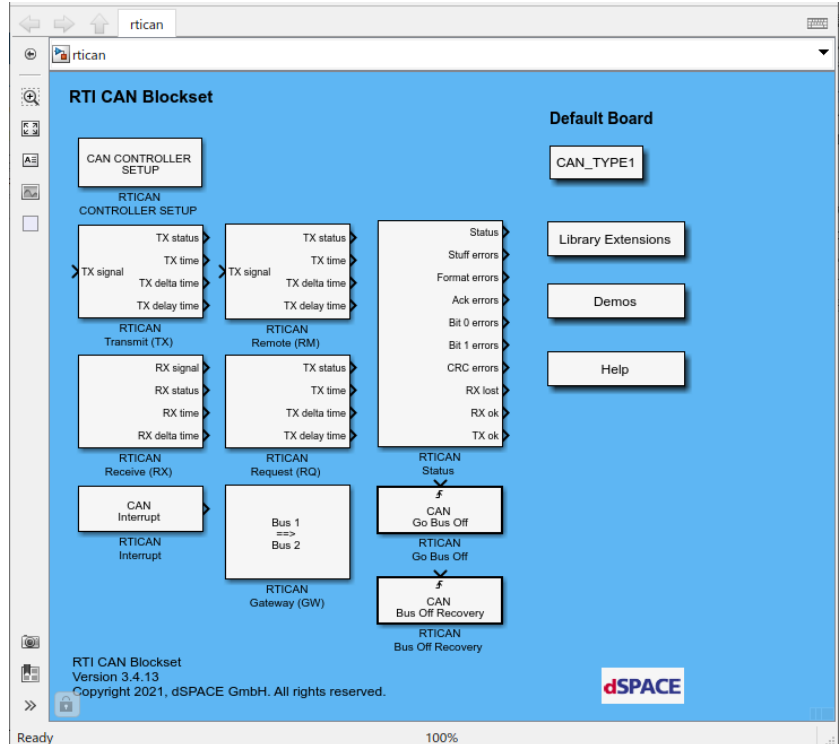 rtican
rtican
RTI CAN Blockset
Default Board
CAN CONTROLLER
SETUP
RTICAN
CONTROLLER SETUP
CAN_TYPE1
TX signal
TX status
TX time
TX delta time
TX delay time
RTICAN
Transmit (TX)
TX signal
TX status
TX time
TX delta time
TX delay time
RTICAN
Remote (RM)
Status
Stuff errors
Format errors
Ack errors
Bit 0 errors
Bit 1 errors
CRC errors
RX lost
RX ok
TX ok
RTICAN
Status
Library Extensions
Demos
Help
RX signal
RX status
RX time
RX delta time
RTICAN
Receive (RX)
TX status
TX time
TX delta time
TX delay time
RTICAN
Request (RQ)
CAN
Interrupt
RTICAN
Interrupt
Bus 1
==>
Bus 2
RTICAN
Gateway (GW)
CAN
Go Bus Off
RTICAN
Go Bus Off
CAN
Bus Off Recovery
RTICAN
Bus Off Recovery
RTI CAN Blockset
Version 3.4.13
Copyright 2021, dSPACE GmbH. All rights reserved.
dSPACE
Ready
100%